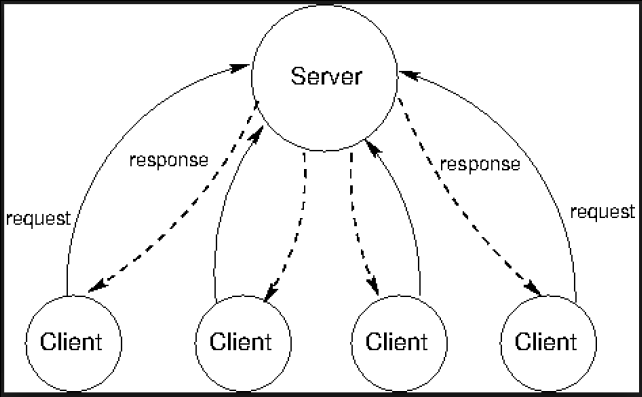 Server
response
response
request
request
Client
Client
Client
Client